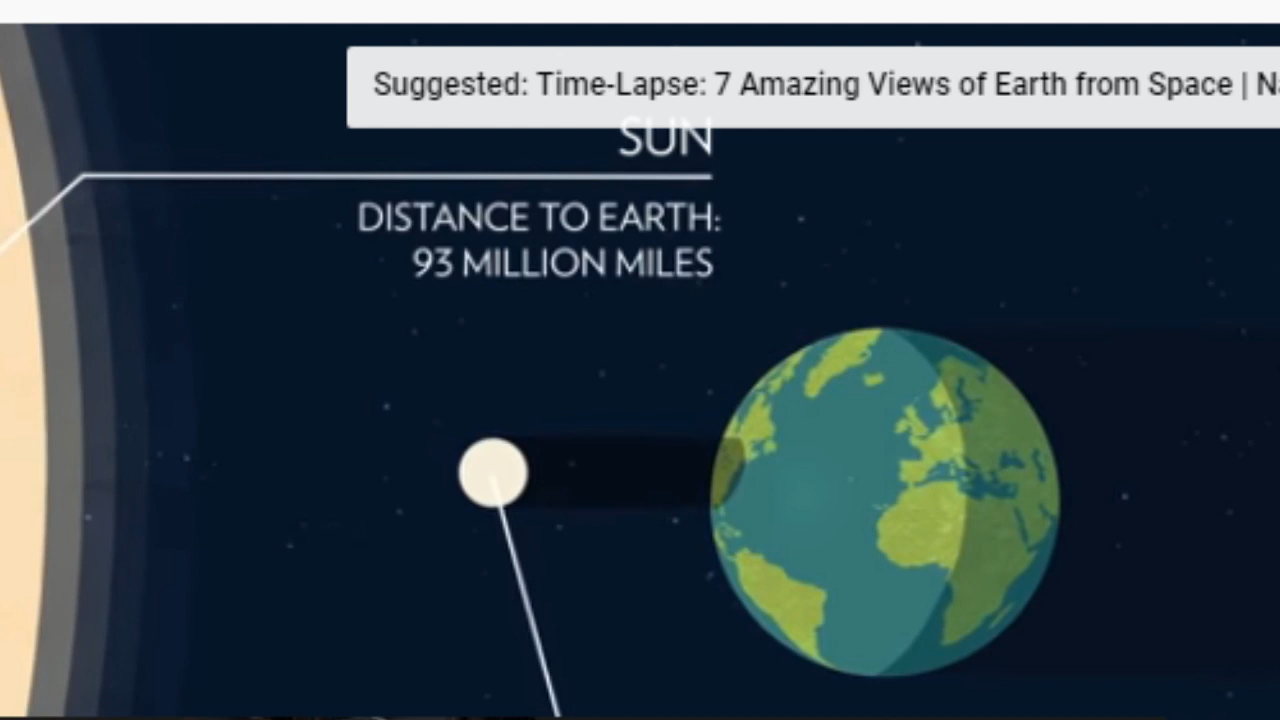 Suggested: Time-Lapse: 7 Amazing Views of Earth from Space |
SUN
DISTANCE TO EARTH:
93 MILLION MILES